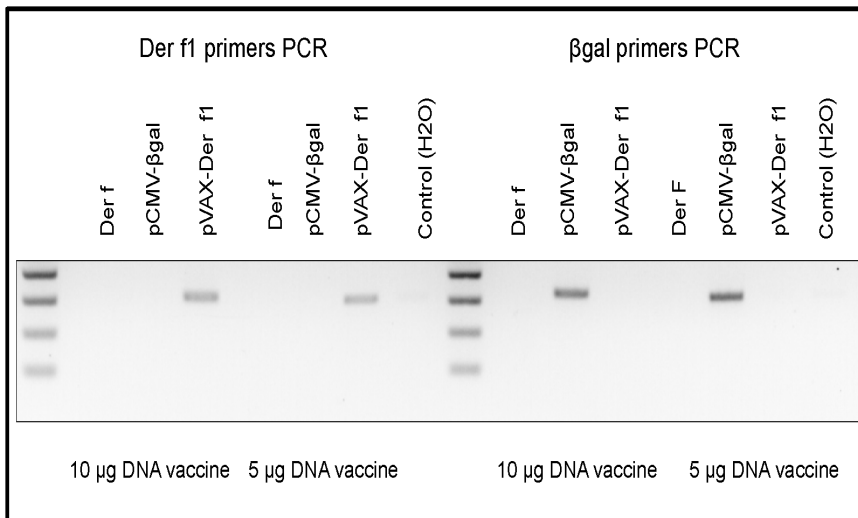 Der f1 primers PCR
βgal primers PCR
Der f
pCMV-βgal
pVAX-Der f1
Der f
pCMV-βgal
pVAX-Der f1
Control (H2O)
Der f
pCMV-βgal
pVAX-Der f1
Der F
pCMV-βgal
pVAX-Der f1
Control (H2O)
10 µg DNA vaccine
5 µg DNA vaccine
10 µg DNA vaccine
5 µg DNA vaccine